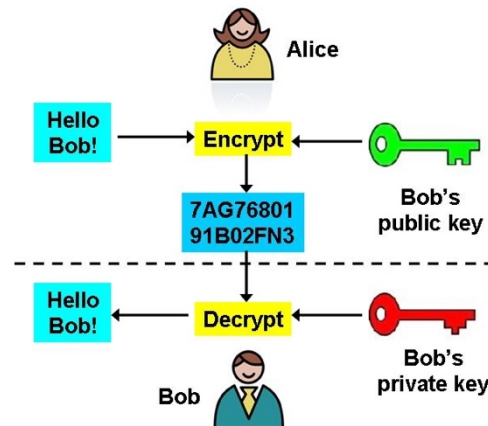 Alice
Hello
Bob!
Encrypt
Bob's
public key
7AG76801
91B02FN3
Hello
Bob!
Decrypt
Bob's
private key
Bob